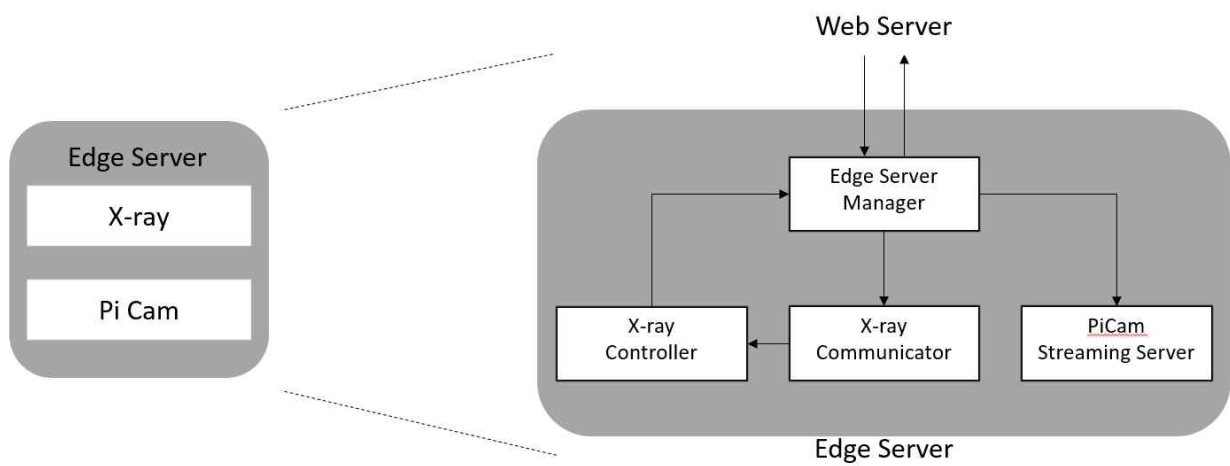 Edge Server
X-ray
Pi Cam
Web Server
Edge Server
Manager
X-ray
Controller
X-ray
Communicator
PiCam
Streaming Server
Edge Server